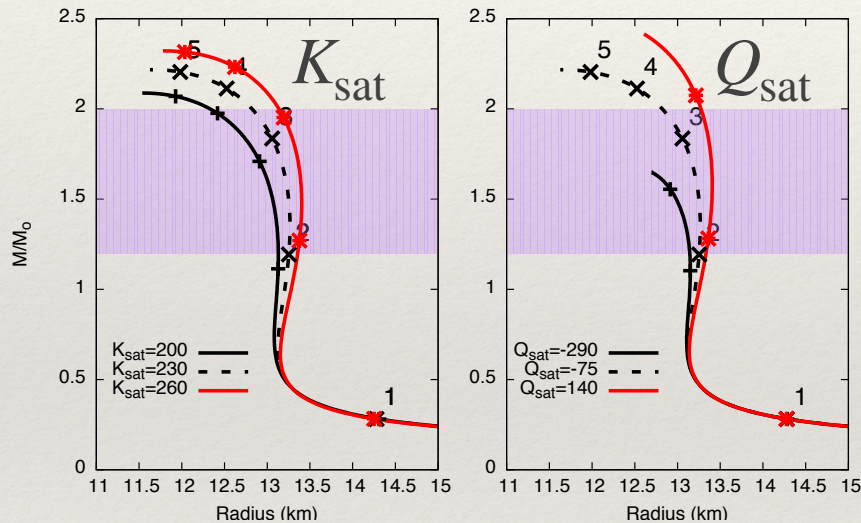 K_sat
2.5
2
1.5
1
0.5
0
M/M_o
5
4
3
2
1
K_sat=200
K_sat=230
K_sat=260
11 11.5 12 12.5 13 13.5 14 14.5 15
Radius (km)
Q_sat
2.5
2
1.5
1
0.5
0
5
4
3
2
1
Q_sat=-290
Q_sat=-75
Q_sat=140
11 11.5 12 12.5 13 13.5 14 14.5 15
Radius (km)